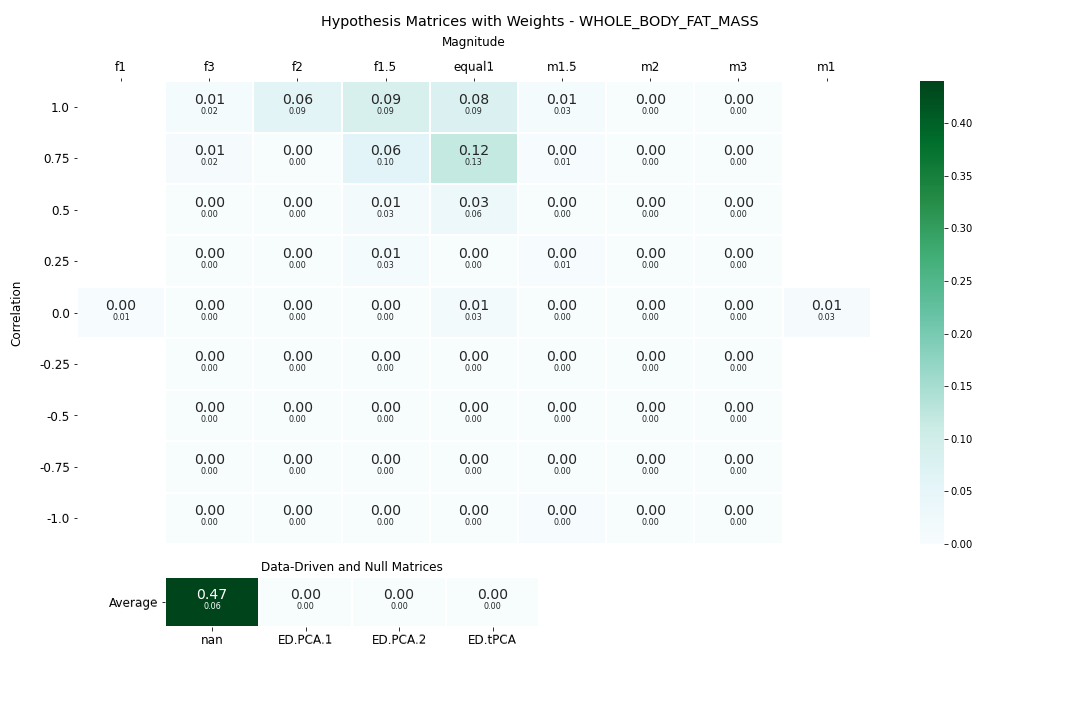 Hypothesis Matrices with Weights - WHOLE_BODY_FAT_MASS
Magnitude
f1 f3 f2 f1.5 equal1 m1.5 m2 m3 m1
1.0 0.01 0.06 0.09 0.08 0.01 0.00 0.00
0.02 0.09 0.09 0.09 0.03 0.00 0.00
0.75 0.01 0.00 0.06 0.12 0.00 0.00 0.00
0.02 0.00 0.10 0.13 0.01 0.00 0.00
0.5 0.00 0.00 0.01 0.03 0.00 0.00 0.00
0.00 0.00 0.03 0.06 0.00 0.00 0.00
0.25 0.00 0.00 0.01 0.00 0.00 0.00 0.00
0.00 0.00 0.03 0.00 0.01 0.00 0.00
Correlation
0.0 0.00 0.00 0.00 0.00 0.01 0.00 0.00 0.00 0.01
0.01 0.00 0.00 0.00 0.03 0.00 0.00 0.00 0.03
-0.25 0.00 0.00 0.00 0.00 0.00 0.00 0.00
0.00 0.00 0.00 0.00 0.00 0.00 0.00
-0.5 0.00 0.00 0.00 0.00 0.00 0.00 0.00
0.00 0.00 0.00 0.00 0.00 0.00 0.00
-0.75 0.00 0.00 0.00 0.00 0.00 0.00 0.00
0.00 0.00 0.00 0.00 0.00 0.00 0.00
-1.0 0.00 0.00 0.00 0.00 0.00 0.00 0.00
0.00 0.00 0.00 0.00 0.00 0.00 0.00
0.40
0.35
0.30
0.25
0.20
0.15
0.10
0.05
0.00
Data-Driven and Null Matrices
Average 0.47 0.00 0.00 0.00
0.06 0.00 0.00 0.00
nan ED.PCA.1 ED.PCA.2 ED.tPCA